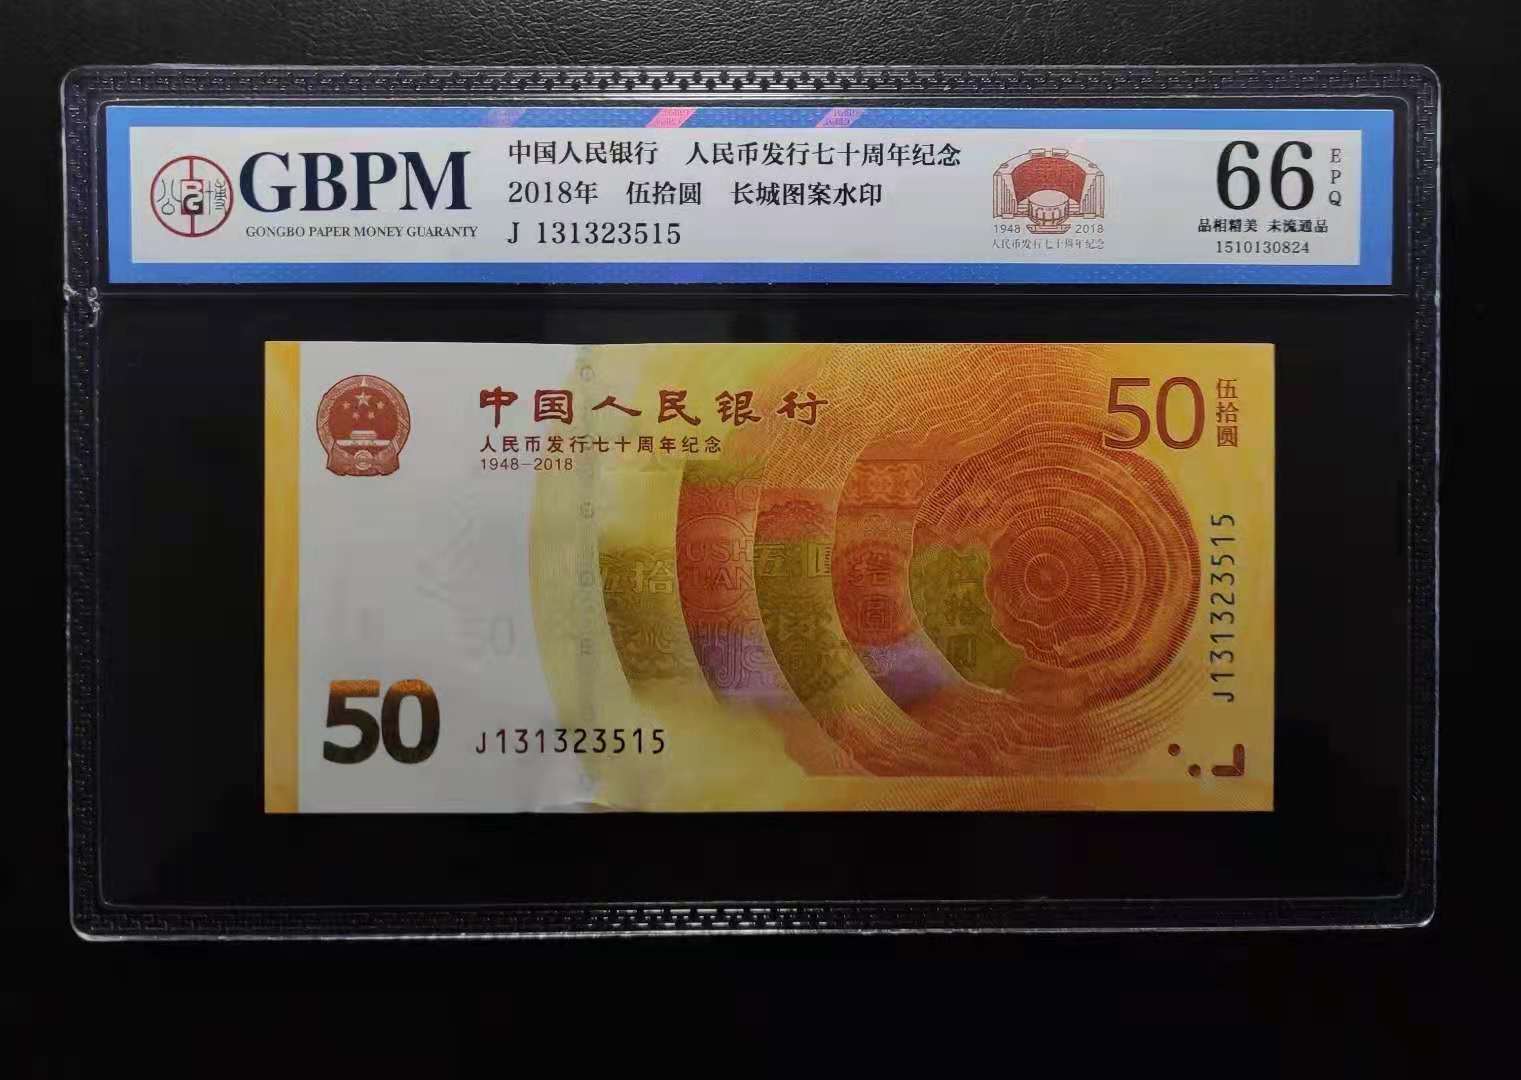 GBPM
GONGBO PAPER MONEY GUARANTY
中国人民银行 人民币发行七十周年纪念
2018年 伍拾圆 长城图案水印
J 131323515
1948 2018
人民币发行七十周年纪念
66 EPQ
品相精美 未流通品
1510130824
中国人民银行
人民币发行七十周年纪念
1948-2018
50
伍拾圆
J131323515
50
J131323515